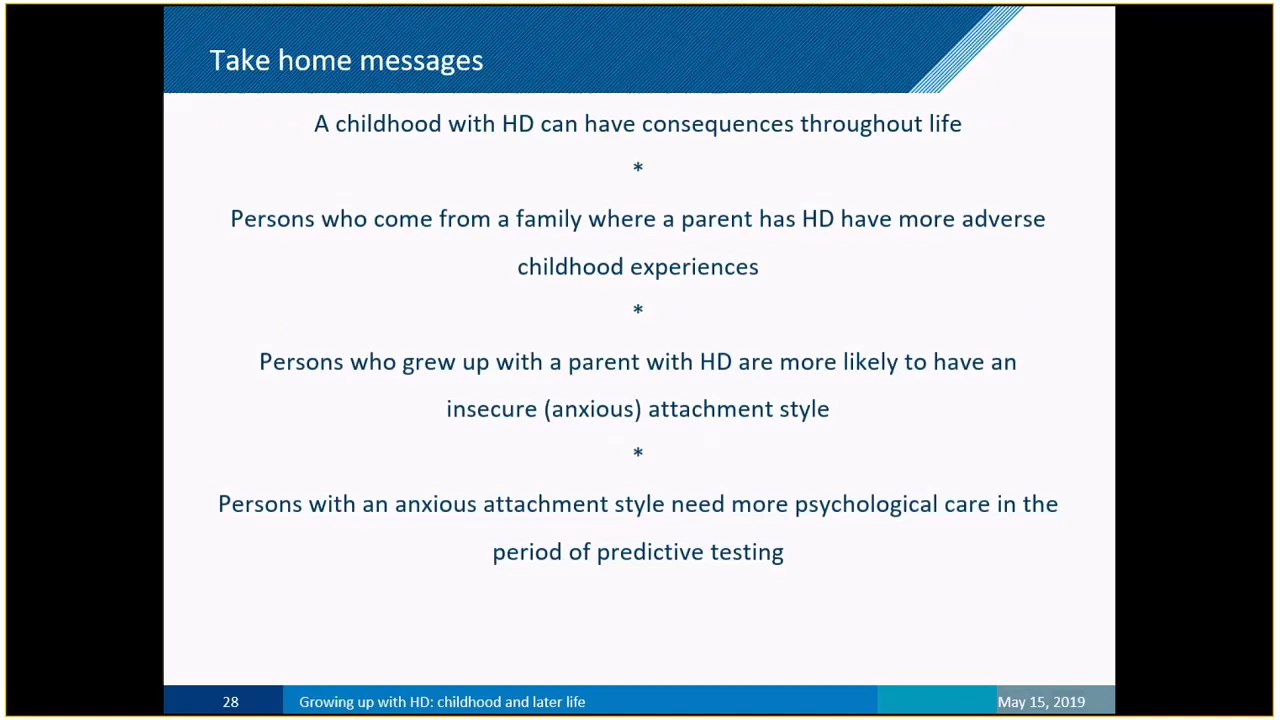 Take home messages
A childhood with HD can have consequences throughout life
*
Persons who come from a family where a parent has HD have more adverse
childhood experiences
*
Persons who grew up with a parent with HD are more likely to have an
insecure (anxious) attachment style
*
Persons with an anxious attachment style need more psychological care in the
period of predictive testing
28 Growing up with HD: childhood and later life May 15, 2019